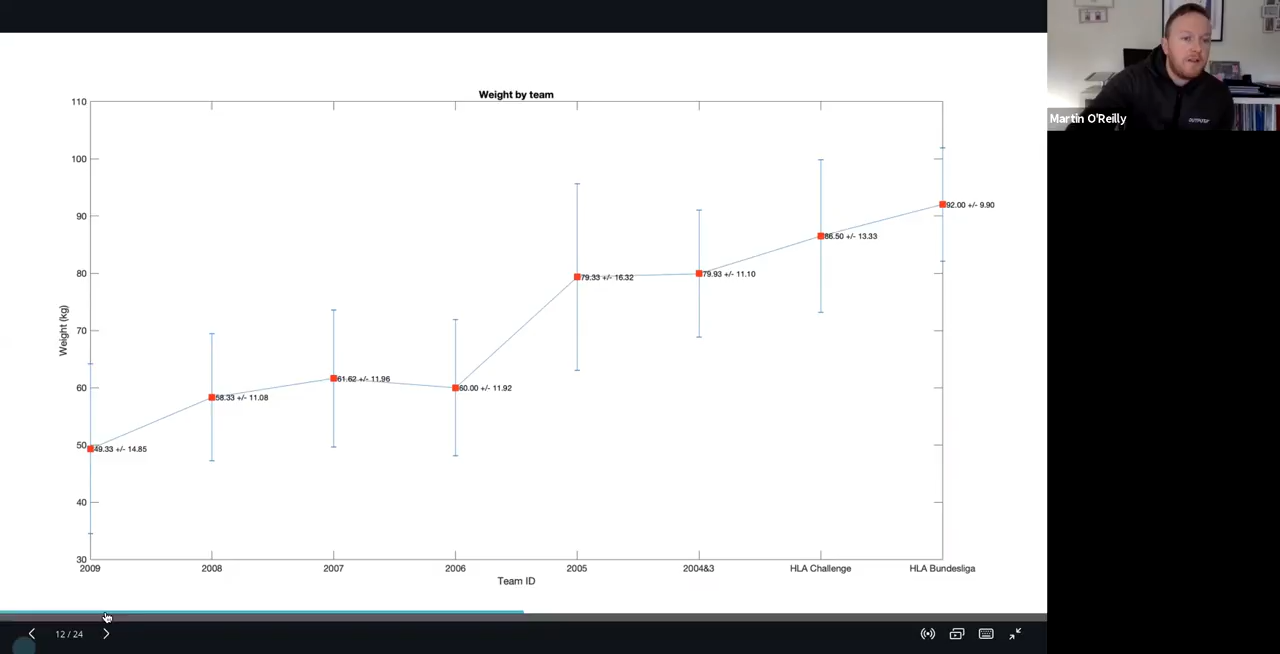 Weight by team
110
100
90
80
70
60
50
40
30
Weight (kg)
49.33 +/- 14.85
58.33 +/- 11.08
61.62 +/- 11.96
60.00 +/- 11.92
79.33 +/- 16.32
79.93 +/- 11.10
86.50 +/- 13.33
92.00 +/- 9.90
2009 2008 2007 2006 2005 2004&3 HLA Challenge HLA Bundesliga
Team ID
12 / 24
Martin O'Reilly
OUTPUT